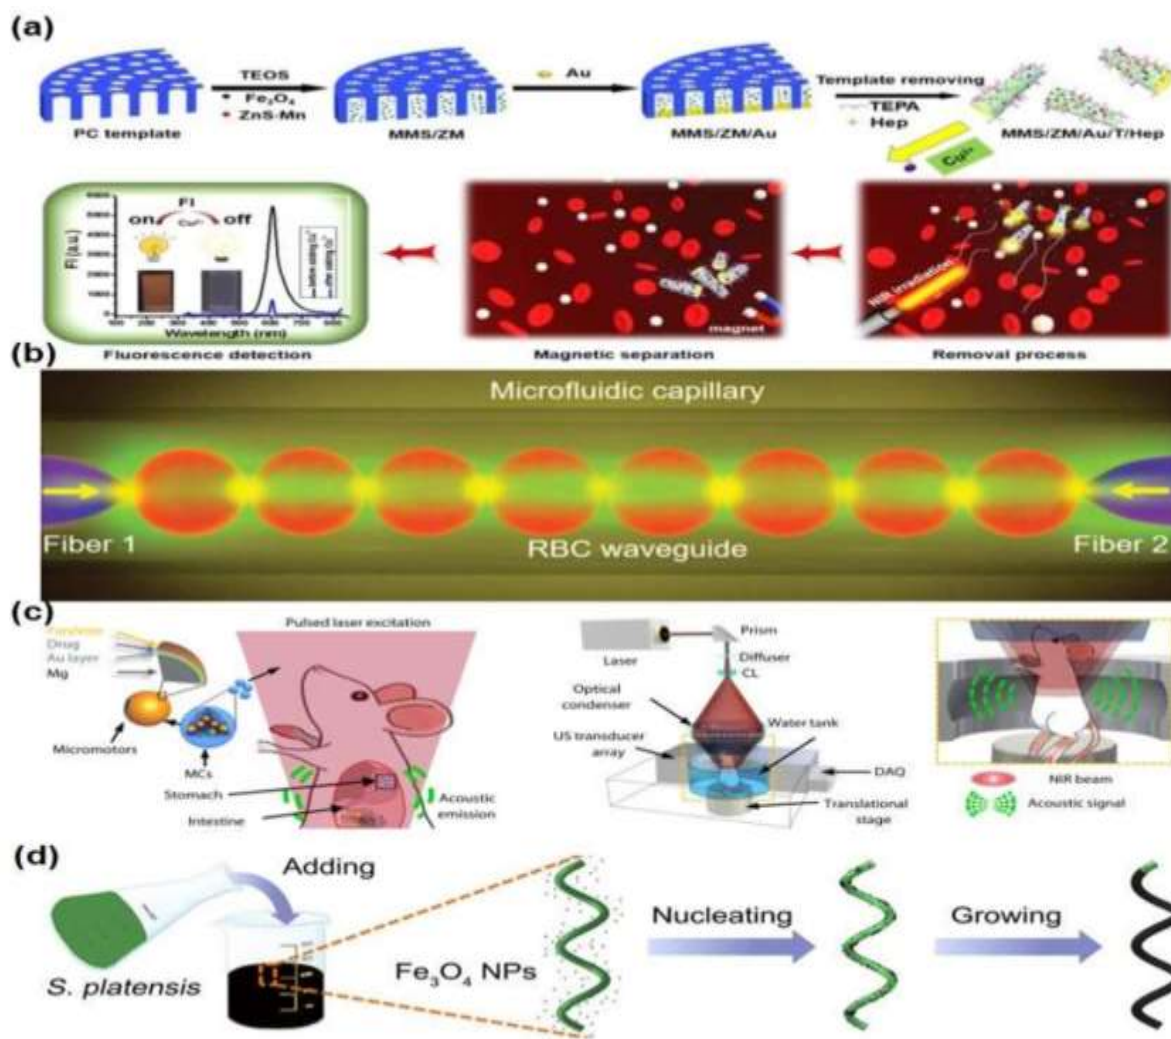 (a)
TEOS
Fe₃O₄
ZnS-Mn
Au
Template removing
TEPA
Hep
PC template
MMS/ZM
MMS/ZM/Au
MMS/ZM/Au/T/Hep
Cu²⁺
FI
on
Cu²⁺
off
FI (a.u.)
Wavelength (nm)
magnet
NIR irradiation
Fluorescence detection
Magnetic separation
Removal process
(b)
Microfluidic capillary
Fiber 1
RBC waveguide
Fiber 2
(c)
Drug
Au layer
Mg
Micromotors
MCs
Stomach
Intestine
Pulsed laser excitation
Acoustic
emission
Laser
Prism
Diffuser
CL
Optical
condenser
Water tank
US transducer
array
DAQ
Translational
stage
NIR beam
Acoustic signal
(d)
Adding
S. platensis
Fe₃O₄ NPs
Nucleating
Growing